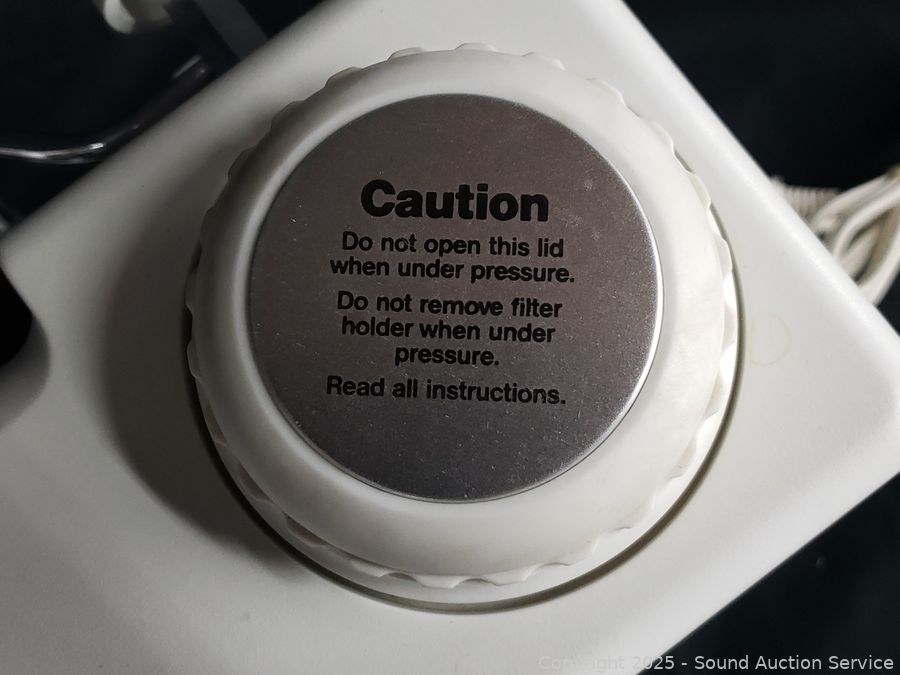 Caution
Do not open this lid
when under pressure.
Do not remove filter
holder when under
pressure.
Read all instructions.
Copyright 2025 - Sound Auction Service